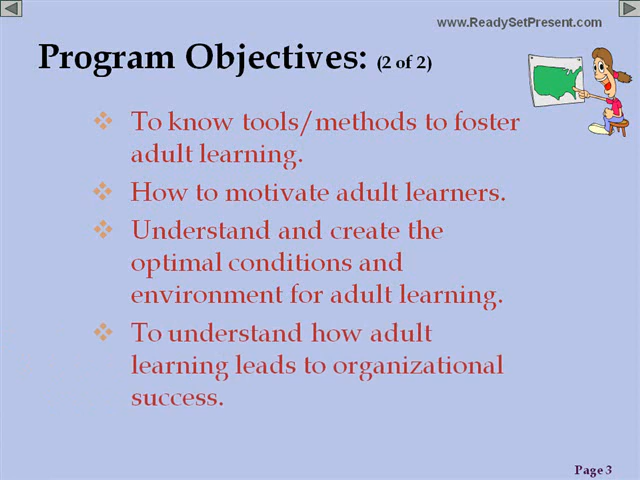 www.ReadySetPresent.com
Program Objectives: (2 of 2)
To know tools/methods to foster
adult learning.
How to motivate adult learners.
Understand and create the
optimal conditions and
environment for adult learning.
To understand how adult
learning leads to organizational
success.
Page 3